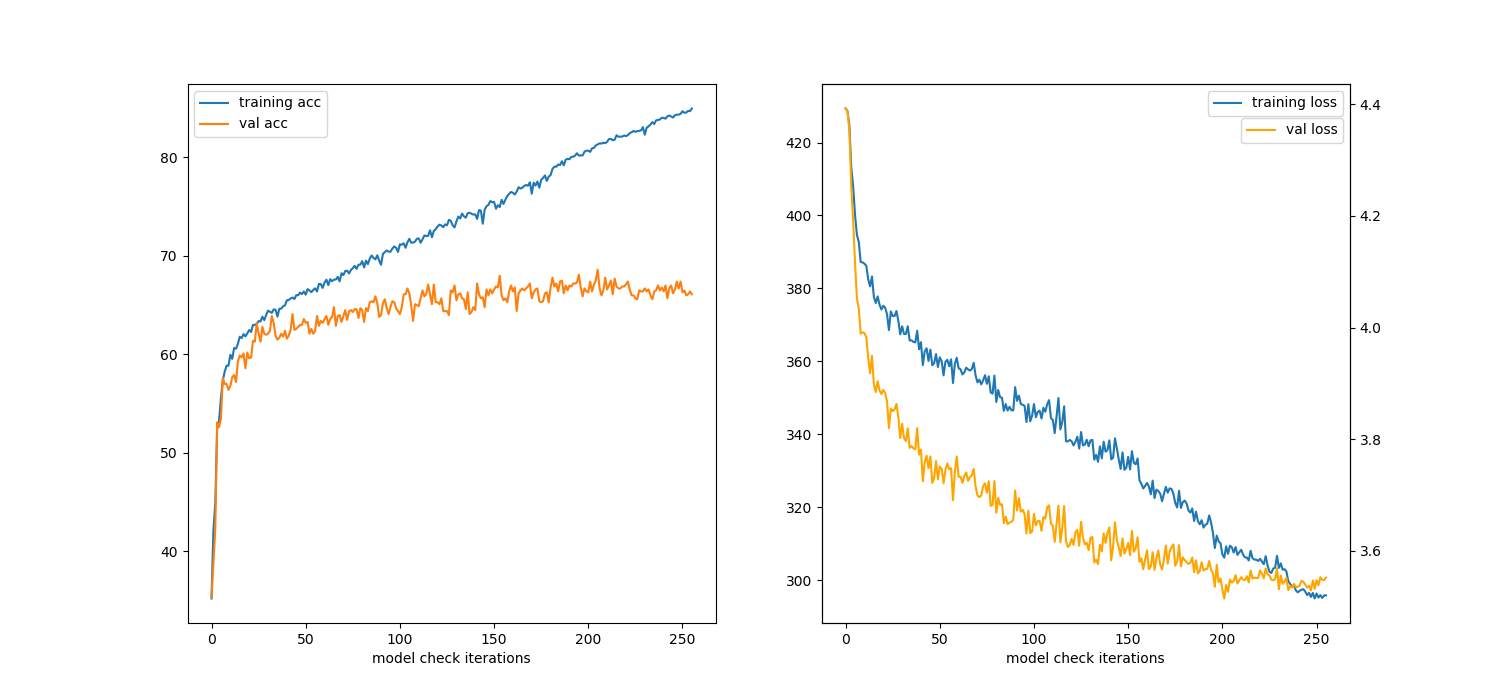 training acc
val acc
80
70
60
50
40
0 50 100 150 200 250
model check iterations
training loss
val loss
420
400
380
360
340
320
300
4.4
4.2
4.0
3.8
3.6
0 50 100 150 200 250
model check iterations